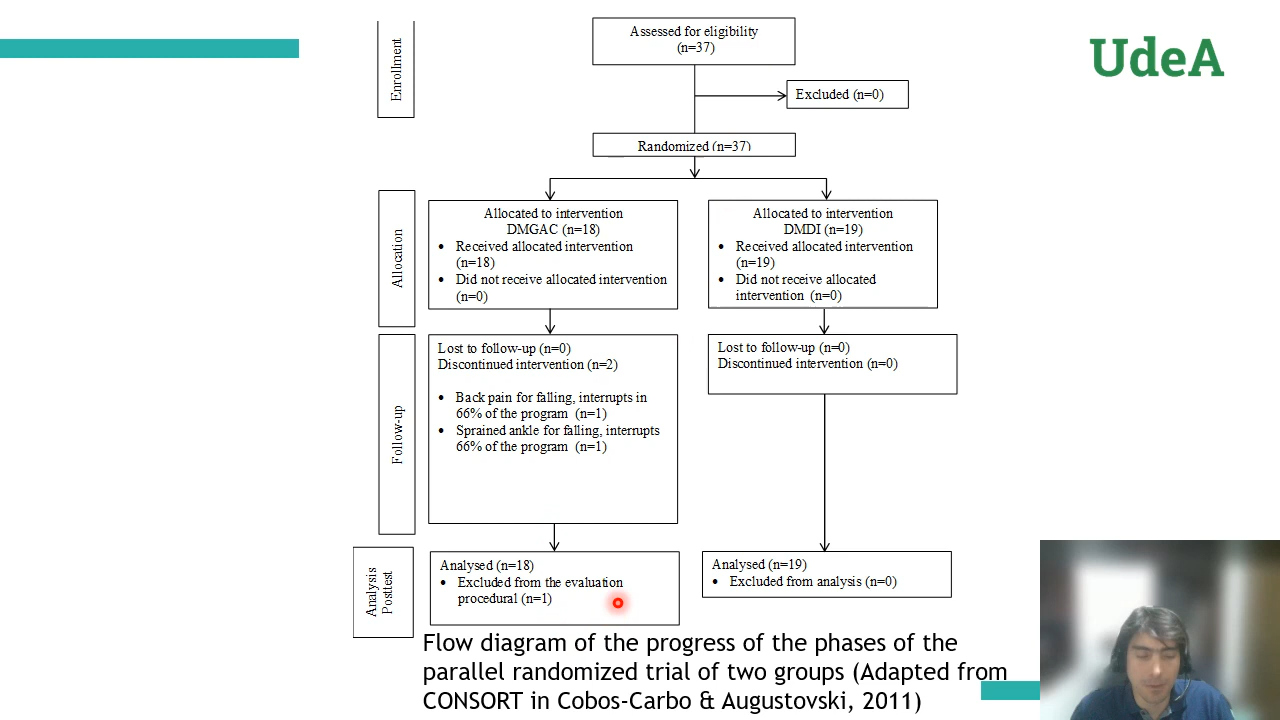 Enrollment
Assessed for eligibility
(n=37)
UdeA
Excluded (n=0)
Randomized (n=37)
Allocation
Allocated to intervention
DMGAC (n=18)
• Received allocated intervention
(n=18)
• Did not receive allocated intervention
(n=0)
Allocated to intervention
DMDI (n=19)
• Received allocated intervention
(n=19)
• Did not receive allocated
intervention (n=0)
Follow-up
Lost to follow-up (n=0)
Discontinued intervention (n=2)
• Back pain for falling, interrupts in
66% of the program (n=1)
• Sprained ankle for falling, interrupts
66% of the program (n=1)
Lost to follow-up (n=0)
Discontinued intervention (n=0)
Analysis
Posttest
Analysed (n=18)
• Excluded from the evaluation
procedural (n=1)
Analysed (n=19)
• Excluded from analysis (n=0)
Flow diagram of the progress of the phases of the
parallel randomized trial of two groups (Adapted from
CONSORT in Cobos-Carbo & Augustovski, 2011)